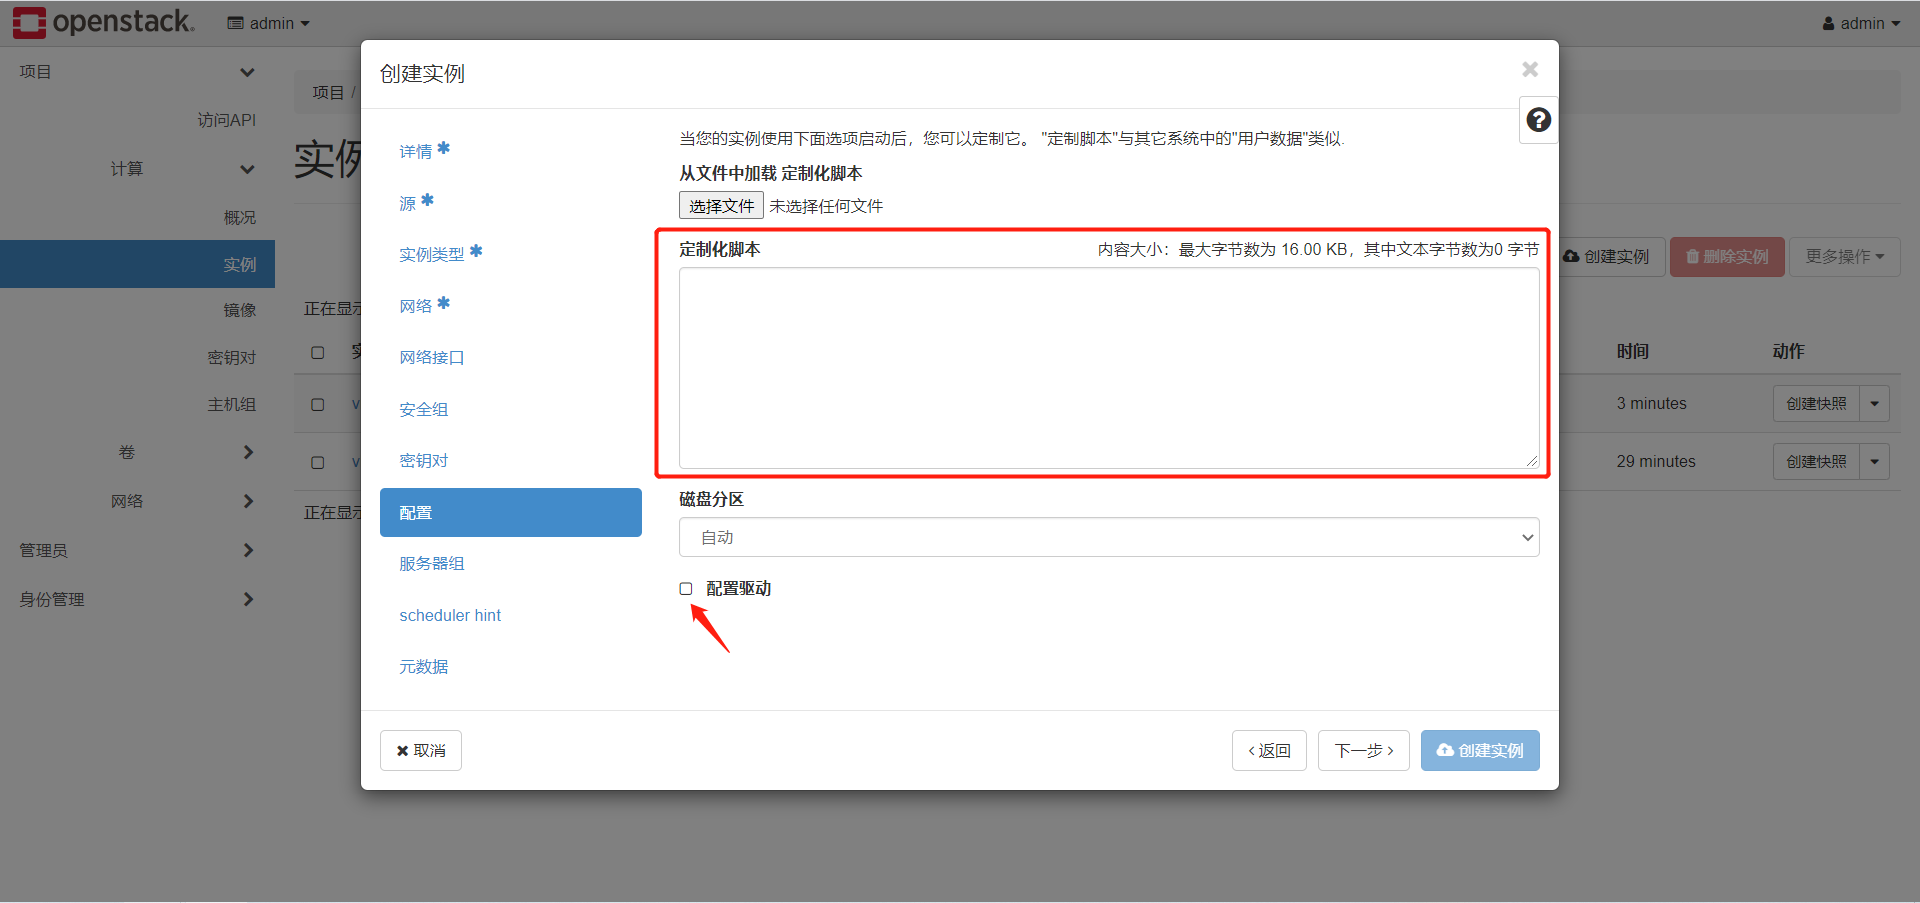 openstack. admin admin
创建实例
项目
项目 /
访问API
实例
计算
概况
实例
镜像
密钥对
主机组
卷
网络
管理员
身份管理
详情
源
实例类型
网络
网络接口
安全组
密钥对
配置
服务器组
scheduler hint
元数据
当您的实例使用下面选项启动后，您可以定制它。 "定制脚本"与其它系统中的"用户数据"类似.
从文件中加载 定制化脚本
选择文件 未选择任何文件
定制化脚本 内容大小：最大字节数为 16.00 KB，其中文本字节数为0 字节
磁盘分区
自动
配置驱动
取消 ‹ 返回 下一步 › 创建实例
创建实例 删除实例 更多操作
正在显示
时间 动作
v 3 minutes 创建快照
v 29 minutes 创建快照
正在显示